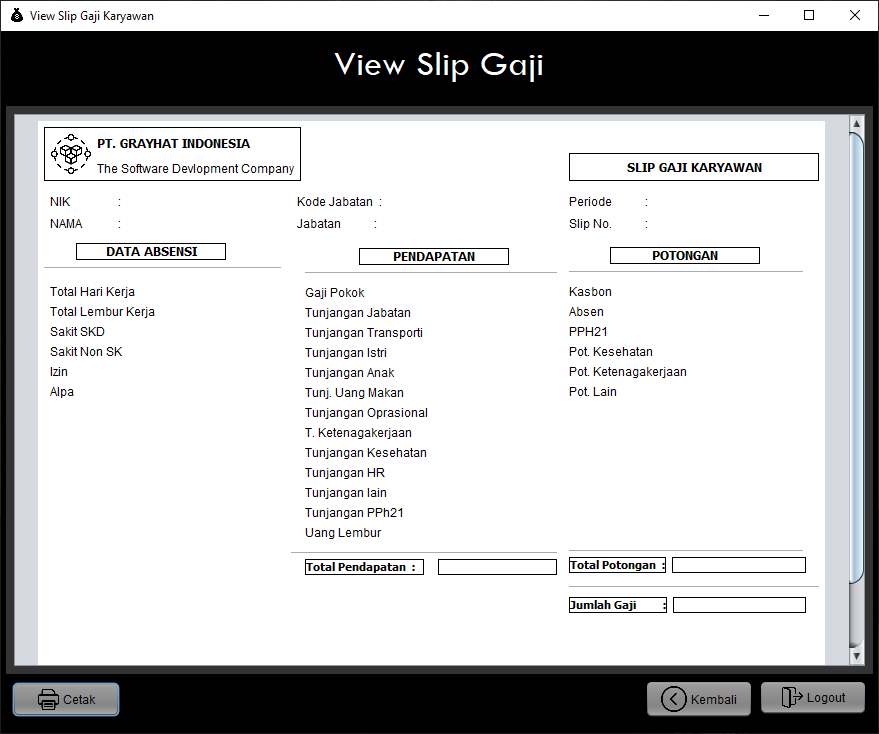 View Slip Gaji Karyawan
View Slip Gaji
PT. GRAYHAT INDONESIA
The Software Devlopment Company
SLIP GAJI KARYAWAN
NIK :
NAMA :
Kode Jabatan :
Jabatan :
Periode :
Slip No. :
DATA ABSENSI
Total Hari Kerja
Total Lembur Kerja
Sakit SKD
Sakit Non SK
Izin
Alpa
PENDAPATAN
Gaji Pokok
Tunjangan Jabatan
Tunjangan Transporti
Tunjangan Istri
Tunjangan Anak
Tunj. Uang Makan
Tunjangan Oprasional
T. Ketenagakerjaan
Tunjangan Kesehatan
Tunjangan HR
Tunjangan lain
Tunjangan PPh21
Uang Lembur
Total Pendapatan :
POTONGAN
Kasbon
Absen
PPH21
Pot. Kesehatan
Pot. Ketenagakerjaan
Pot. Lain
Total Potongan :
Jumlah Gaji :
Cetak
Kembali
Logout